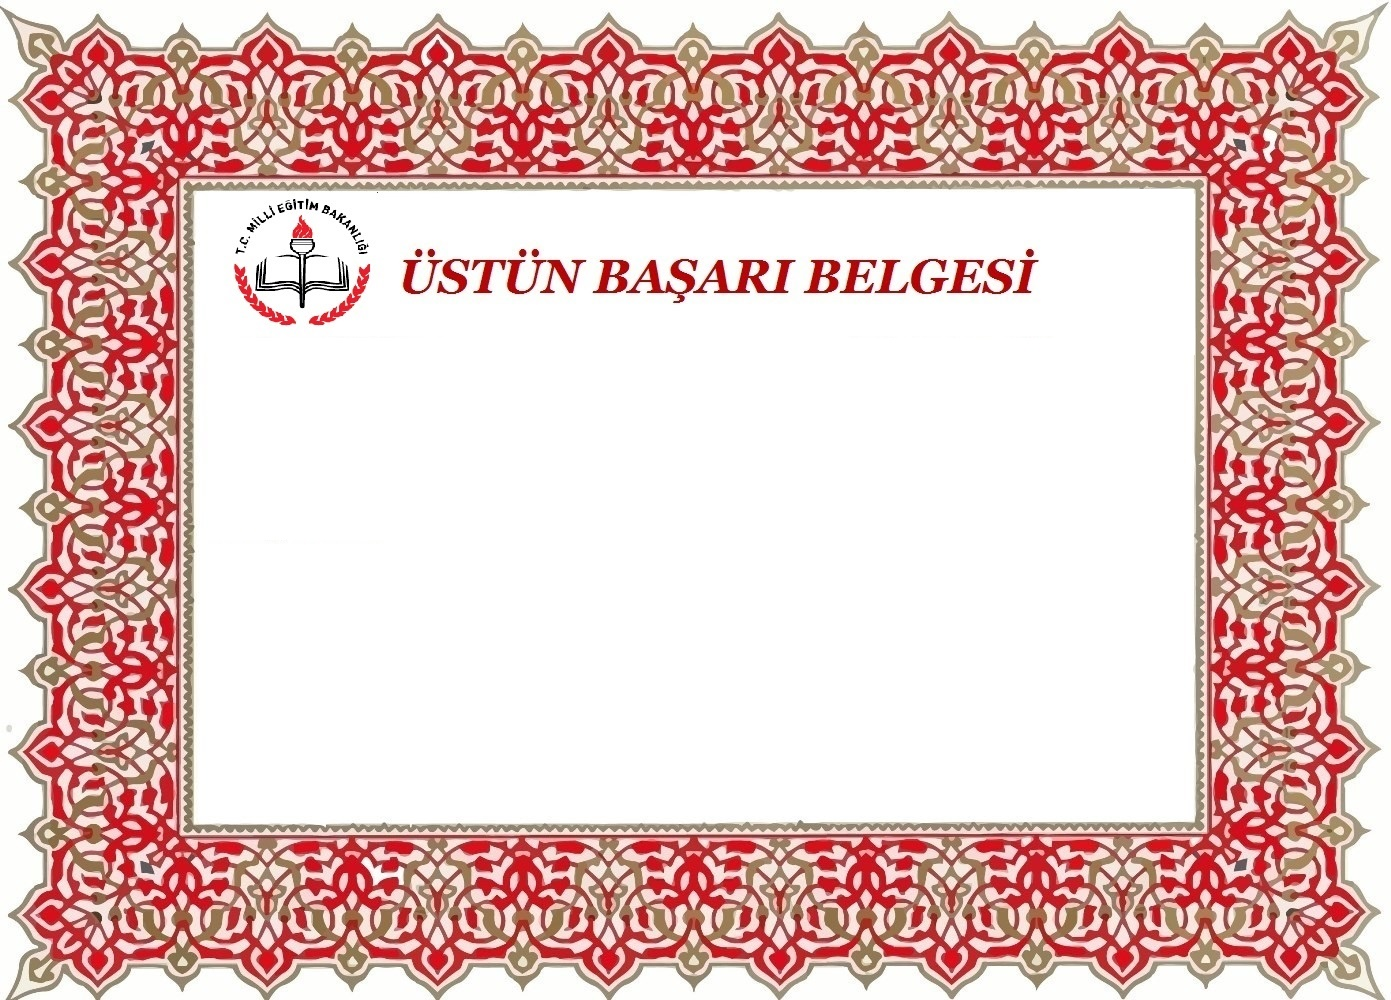 T.C. MİLLİ EĞİTİM BAKANLIĞI
ÜSTÜN BAŞARI BELGESİ